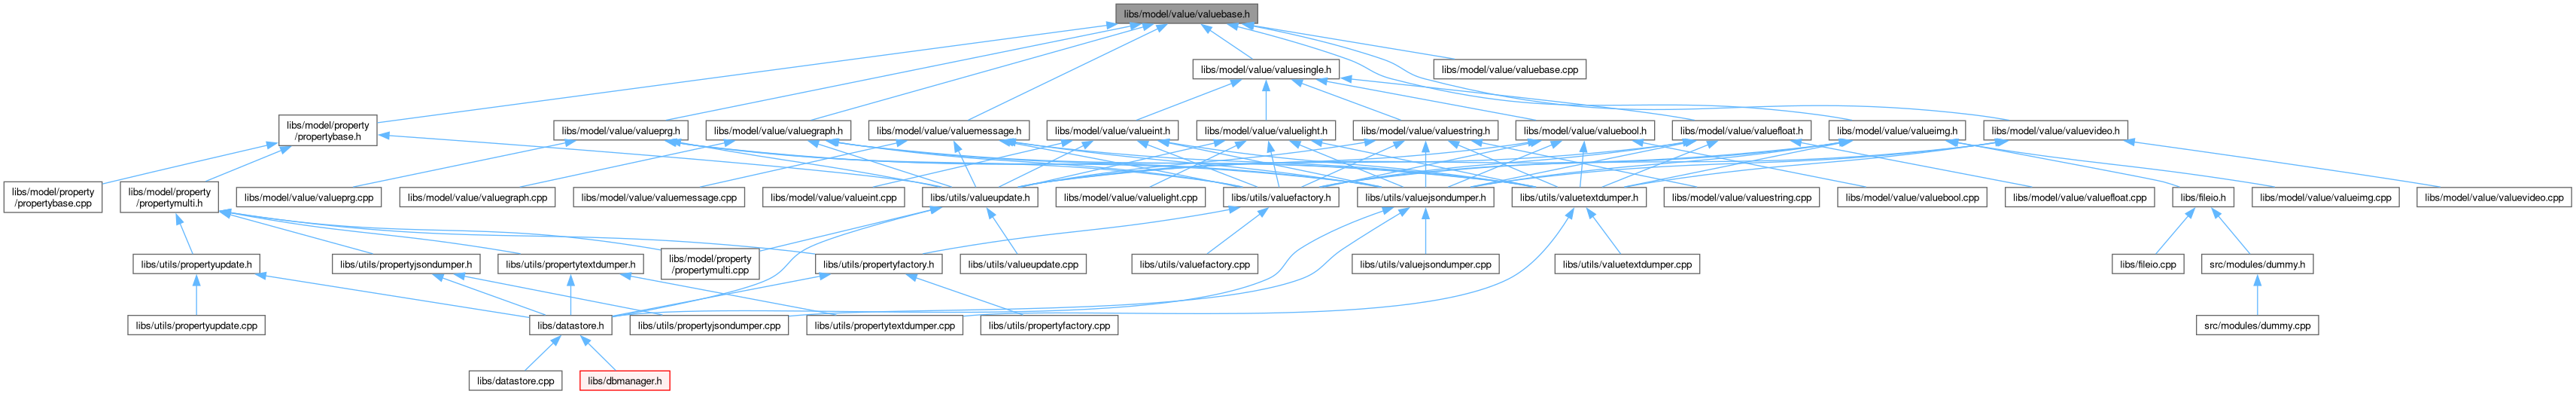 libs/model/value/valuebase.h
libs/model/value/valuesingle.h
libs/model/value/valuebase.cpp
libs/model/property
/propertybase.h
libs/model/value/valueprg.h
libs/model/value/valuegraph.h
libs/model/value/valuemessage.h
libs/model/value/valueint.h
libs/model/value/valuelight.h
libs/model/value/valuestring.h
libs/model/value/valuebool.h
libs/model/value/valuefloat.h
libs/model/value/valueimg.h
libs/model/value/valuevideo.h
libs/model/property
/propertybase.cpp
libs/model/property
/propertymulti.h
libs/model/value/valueprg.cpp
libs/model/value/valuegraph.cpp
libs/model/value/valuemessage.cpp
libs/model/value/valueint.cpp
libs/utils/valueupdate.h
libs/model/value/valuelight.cpp
libs/utils/valuefactory.h
libs/utils/valuejsondumper.h
libs/utils/valuetextdumper.h
libs/model/value/valuestring.cpp
libs/model/value/valuebool.cpp
libs/model/value/valuefloat.cpp
libs/fileio.h
libs/model/value/valueimg.cpp
libs/model/value/valuevideo.cpp
libs/utils/propertyupdate.h
libs/utils/propertyjsondumper.h
libs/utils/propertytextdumper.h
libs/model/property
/propertymulti.cpp
libs/utils/propertyfactory.h
libs/utils/valueupdate.cpp
libs/utils/valuefactory.cpp
libs/utils/valuejsondumper.cpp
libs/utils/valuetextdumper.cpp
libs/fileio.cpp
src/modules/dummy.h
libs/utils/propertyupdate.cpp
libs/datastore.h
libs/utils/propertyjsondumper.cpp
libs/utils/propertytextdumper.cpp
libs/utils/propertyfactory.cpp
src/modules/dummy.cpp
libs/datastore.cpp
libs/dbmanager.h